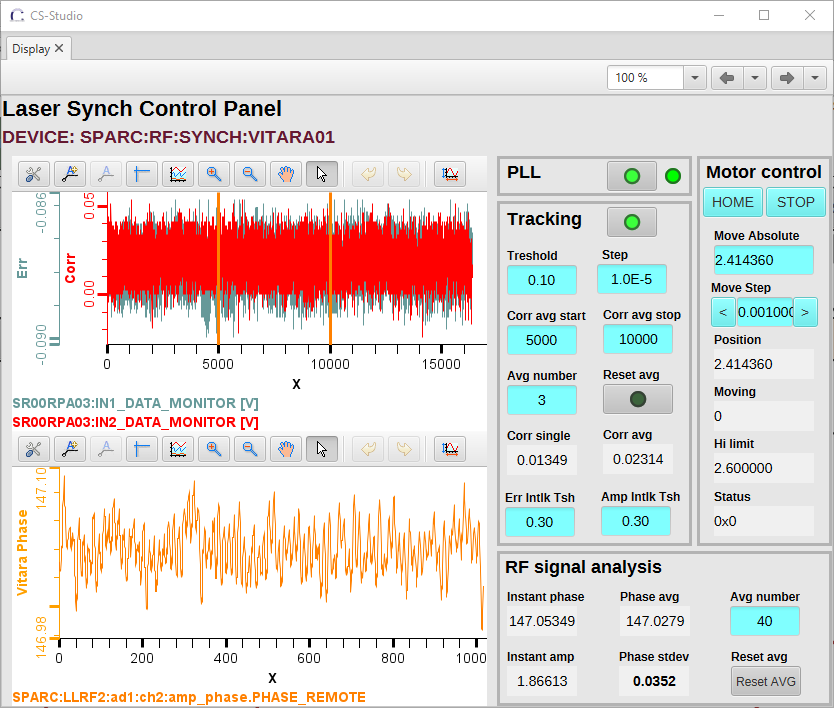 CS-Studio
Display
100 %
Laser Synch Control Panel
DEVICE: SPARC:RF:SYNCH:VITARA01
Err
-0.086
-0.090
Corr
0.05
0.00
0 5000 10000 15000
X
SR00RPA03:IN1_DATA_MONITOR [V]
SR00RPA03:IN2_DATA_MONITOR [V]
Vitara Phase
147.10
146.98
0 200 400 600 800 1000
X
SPARC:LLRF2:ad1:ch2:amp_phase.PHASE_REMOTE
PLL
Tracking
Treshold Step
0.10 1.0E-5
Corr avg start Corr avg stop
5000 10000
Avg number Reset avg
3
Corr single Corr avg
0.01349 0.02314
Err Intlk Tsh Amp Intlk Tsh
0.30 0.30
Motor control
HOME STOP
Move Absolute
2.414360
Move Step
< 0.001000 >
Position
2.414360
Moving
0
Hi limit
2.600000
Status
0x0
RF signal analysis
Instant phase Phase avg Avg number
147.05349 147.0279 40
Instant amp Phase stdev Reset avg
1.86613 0.0352 Reset AVG